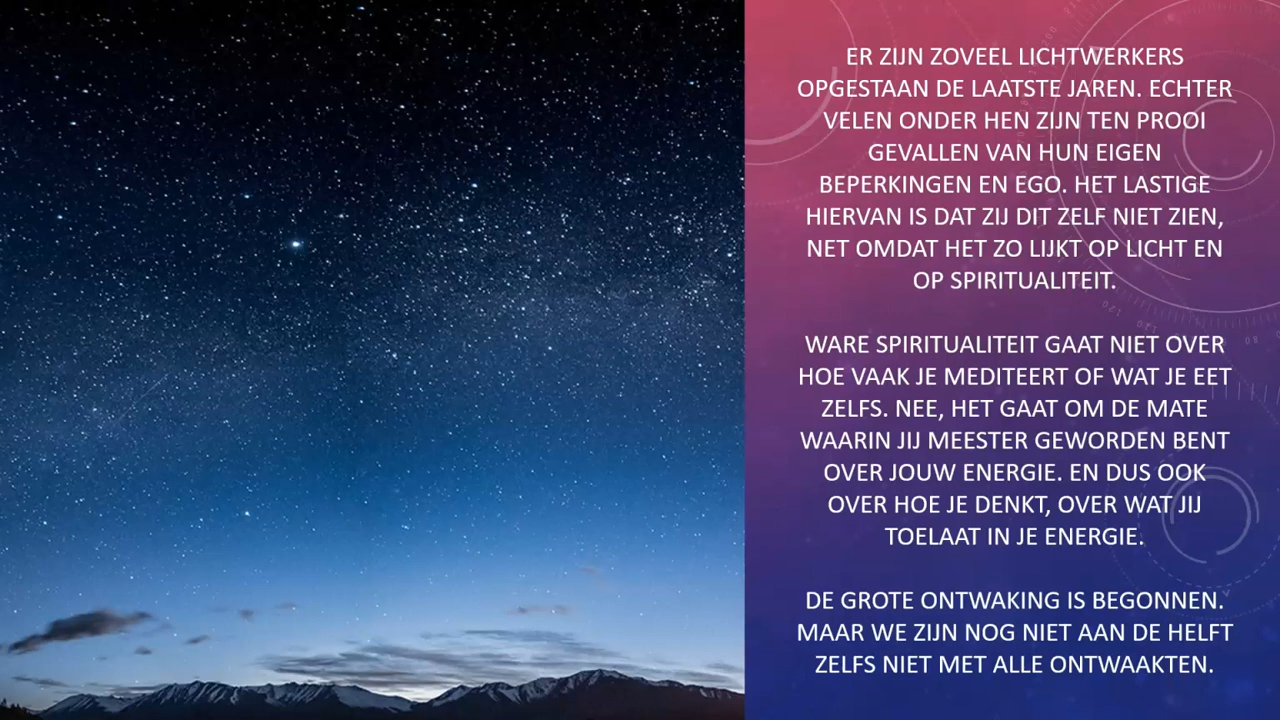 ER ZIJN ZOVEEL LICHTWERKERS
OPGESTAAN DE LAATSTE JAREN. ECHTER
VELEN ONDER HEN ZIJN TEN PROOI
GEVALLEN VAN HUN EIGEN
BEPERKINGEN EN EGO. HET LASTIGE
HIERVAN IS DAT ZIJ DIT ZELF NIET ZIEN,
NET OMDAT HET ZO LIJKT OP LICHT EN
OP SPIRITUALITEIT.
WARE SPIRITUALITEIT GAAT NIET OVER
HOE VAAK JE MEDITEERT OF WAT JE EET
ZELFS. NEE, HET GAAT OM DE MATE
WAARIN JIJ MEESTER GEWORDEN BENT
OVER JOUW ENERGIE. EN DUS OOK
OVER HOE JE DENKT, OVER WAT JIJ
TOELAAT IN JE ENERGIE.
DE GROTE ONTWAKING IS BEGONNEN.
MAAR WE ZIJN NOG NIET AAN DE HELFT
ZELFS NIET MET ALLE ONTWAAKTEN.